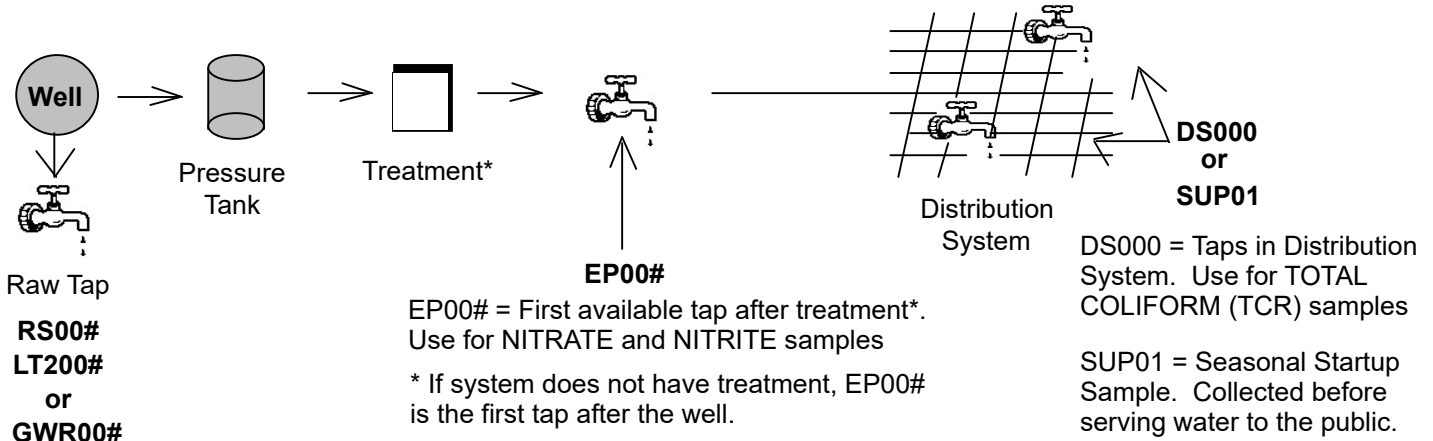 Well
Pressure
Tank
Treatment*
Raw Tap
RS00#
LT200#
or
GWR00#
EP00#
EP00# = First available tap after treatment*.
Use for NITRATE and NITRITE samples
* If system does not have treatment, EP00#
is the first tap after the well.
Distribution
System
DS000
or
SUP01
DS000 = Taps in Distribution
System. Use for TOTAL
COLIFORM (TCR) samples
SUP01 = Seasonal Startup
Sample. Collected before
serving water to the public.